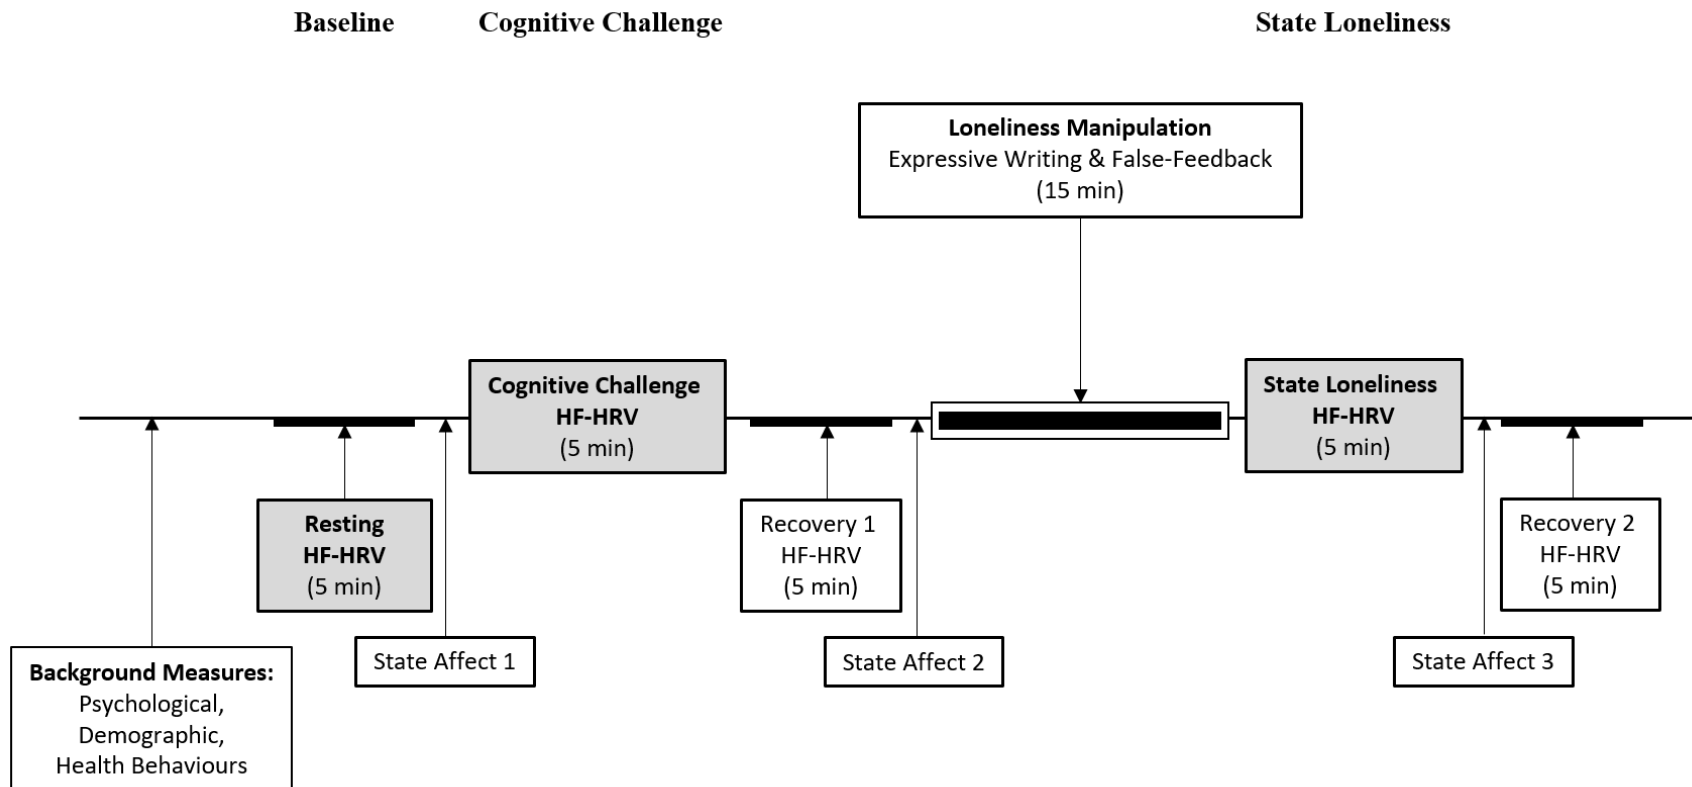 Baseline
Cognitive Challenge
State Loneliness
Loneliness Manipulation
Expressive Writing & False-Feedback
(15 min)
Cognitive Challenge
HF-HRV
(5 min)
State Loneliness
HF-HRV
(5 min)
Resting
HF-HRV
(5 min)
Recovery 1
HF-HRV
(5 min)
Recovery 2
HF-HRV
(5 min)
State Affect 1
State Affect 2
State Affect 3
Background Measures:
Psychological,
Demographic,
Health Behaviours